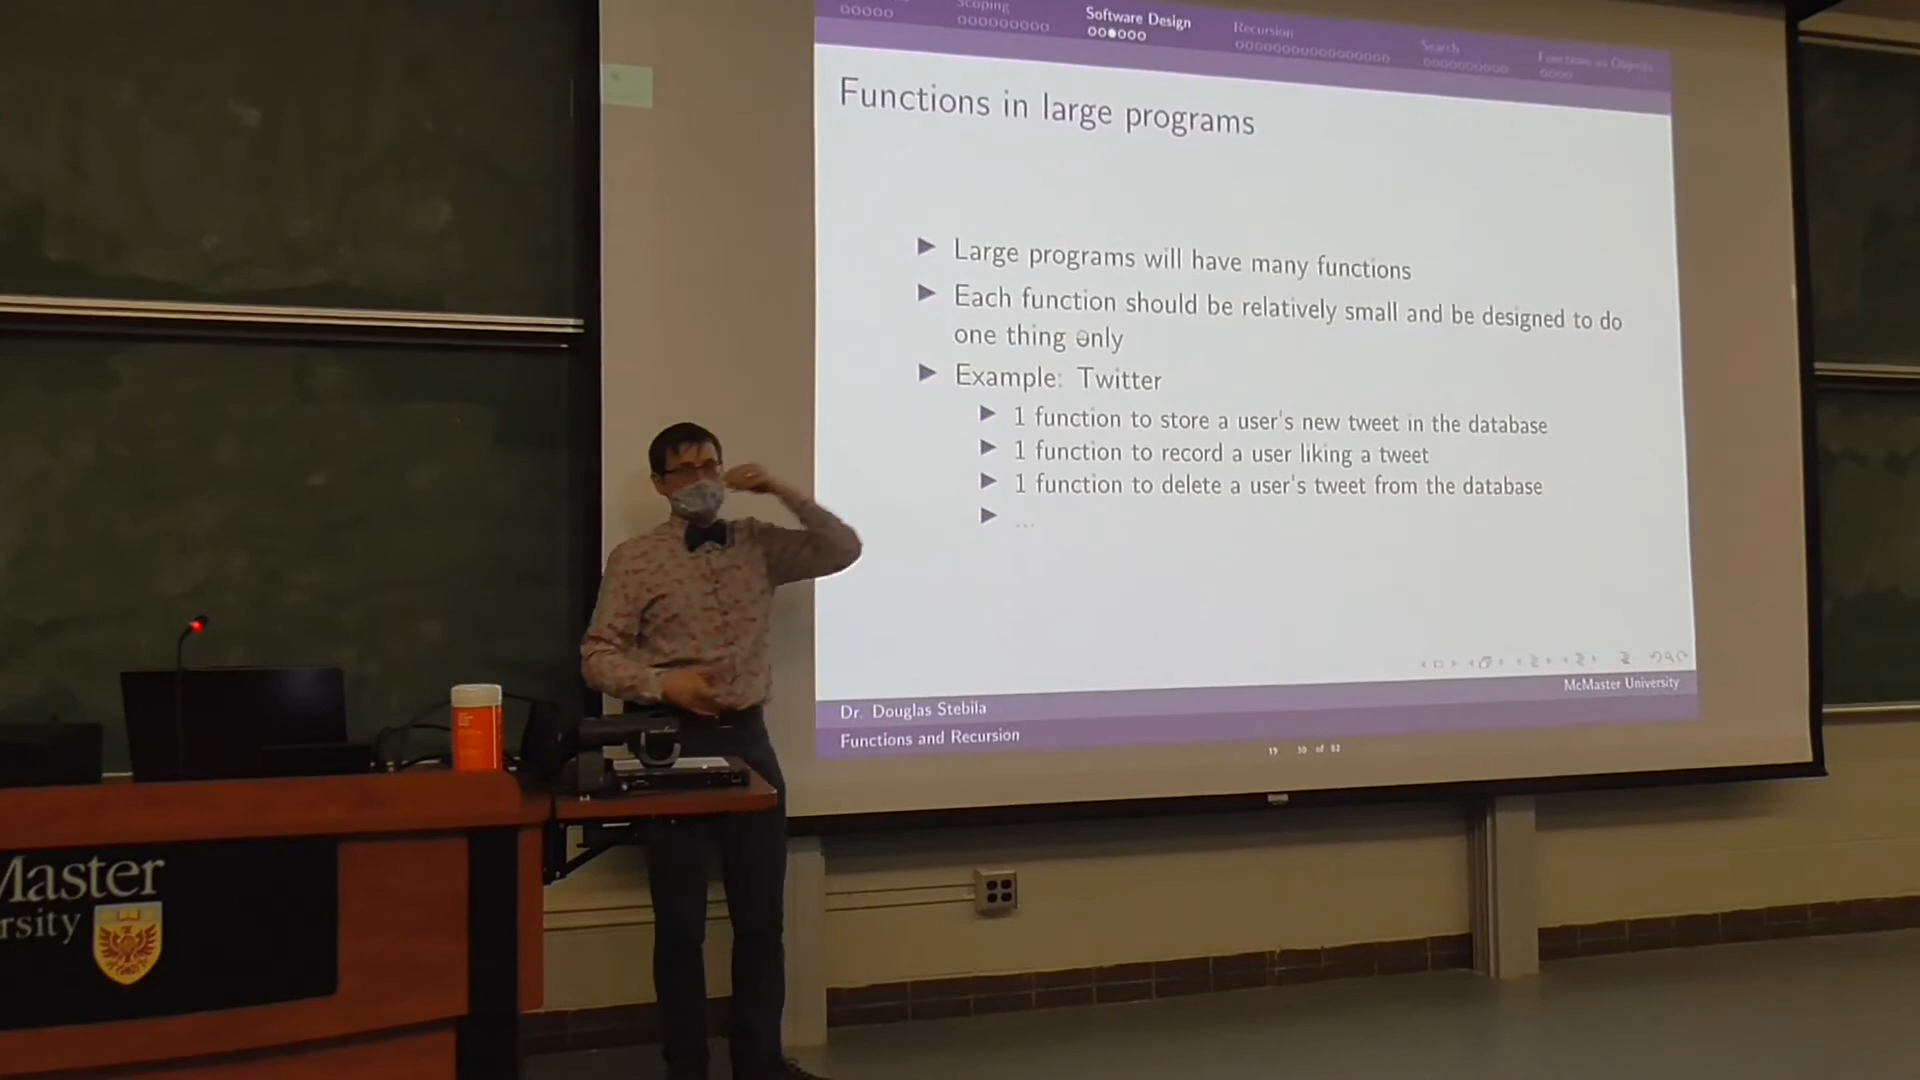 Scoping
Software Design
Recursion
Search
Functions as Objects
Functions in large programs
Large programs will have many functions
Each function should be relatively small and be designed to do
one thing only
Example: Twitter
1 function to store a user's new tweet in the database
1 function to record a user liking a tweet
1 function to delete a user's tweet from the database
...
McMaster University
Dr. Douglas Stebila
Functions and Recursion
Master
rsity